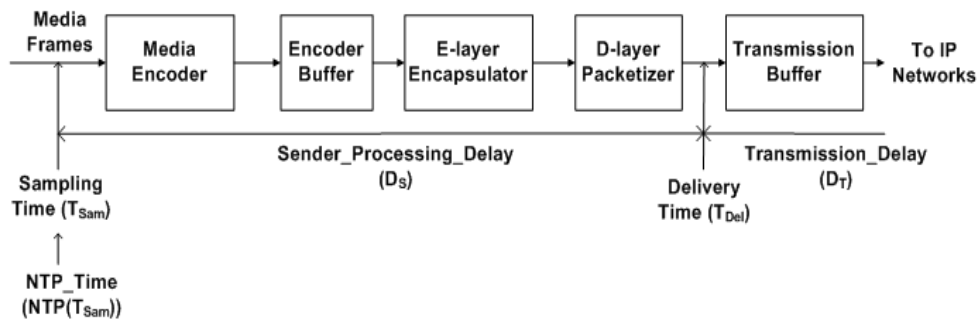 Media
Frames
Media
Encoder
Encoder
Buffer
E-layer
Encapsulator
D-layer
Packetizer
Transmission
Buffer
To IP
Networks
Sender_Processing_Delay
(DS)
Transmission_Delay
(DT)
Sampling
Time (TSam)
Delivery
Time (TDel)
NTP_Time
(NTP(TSam))